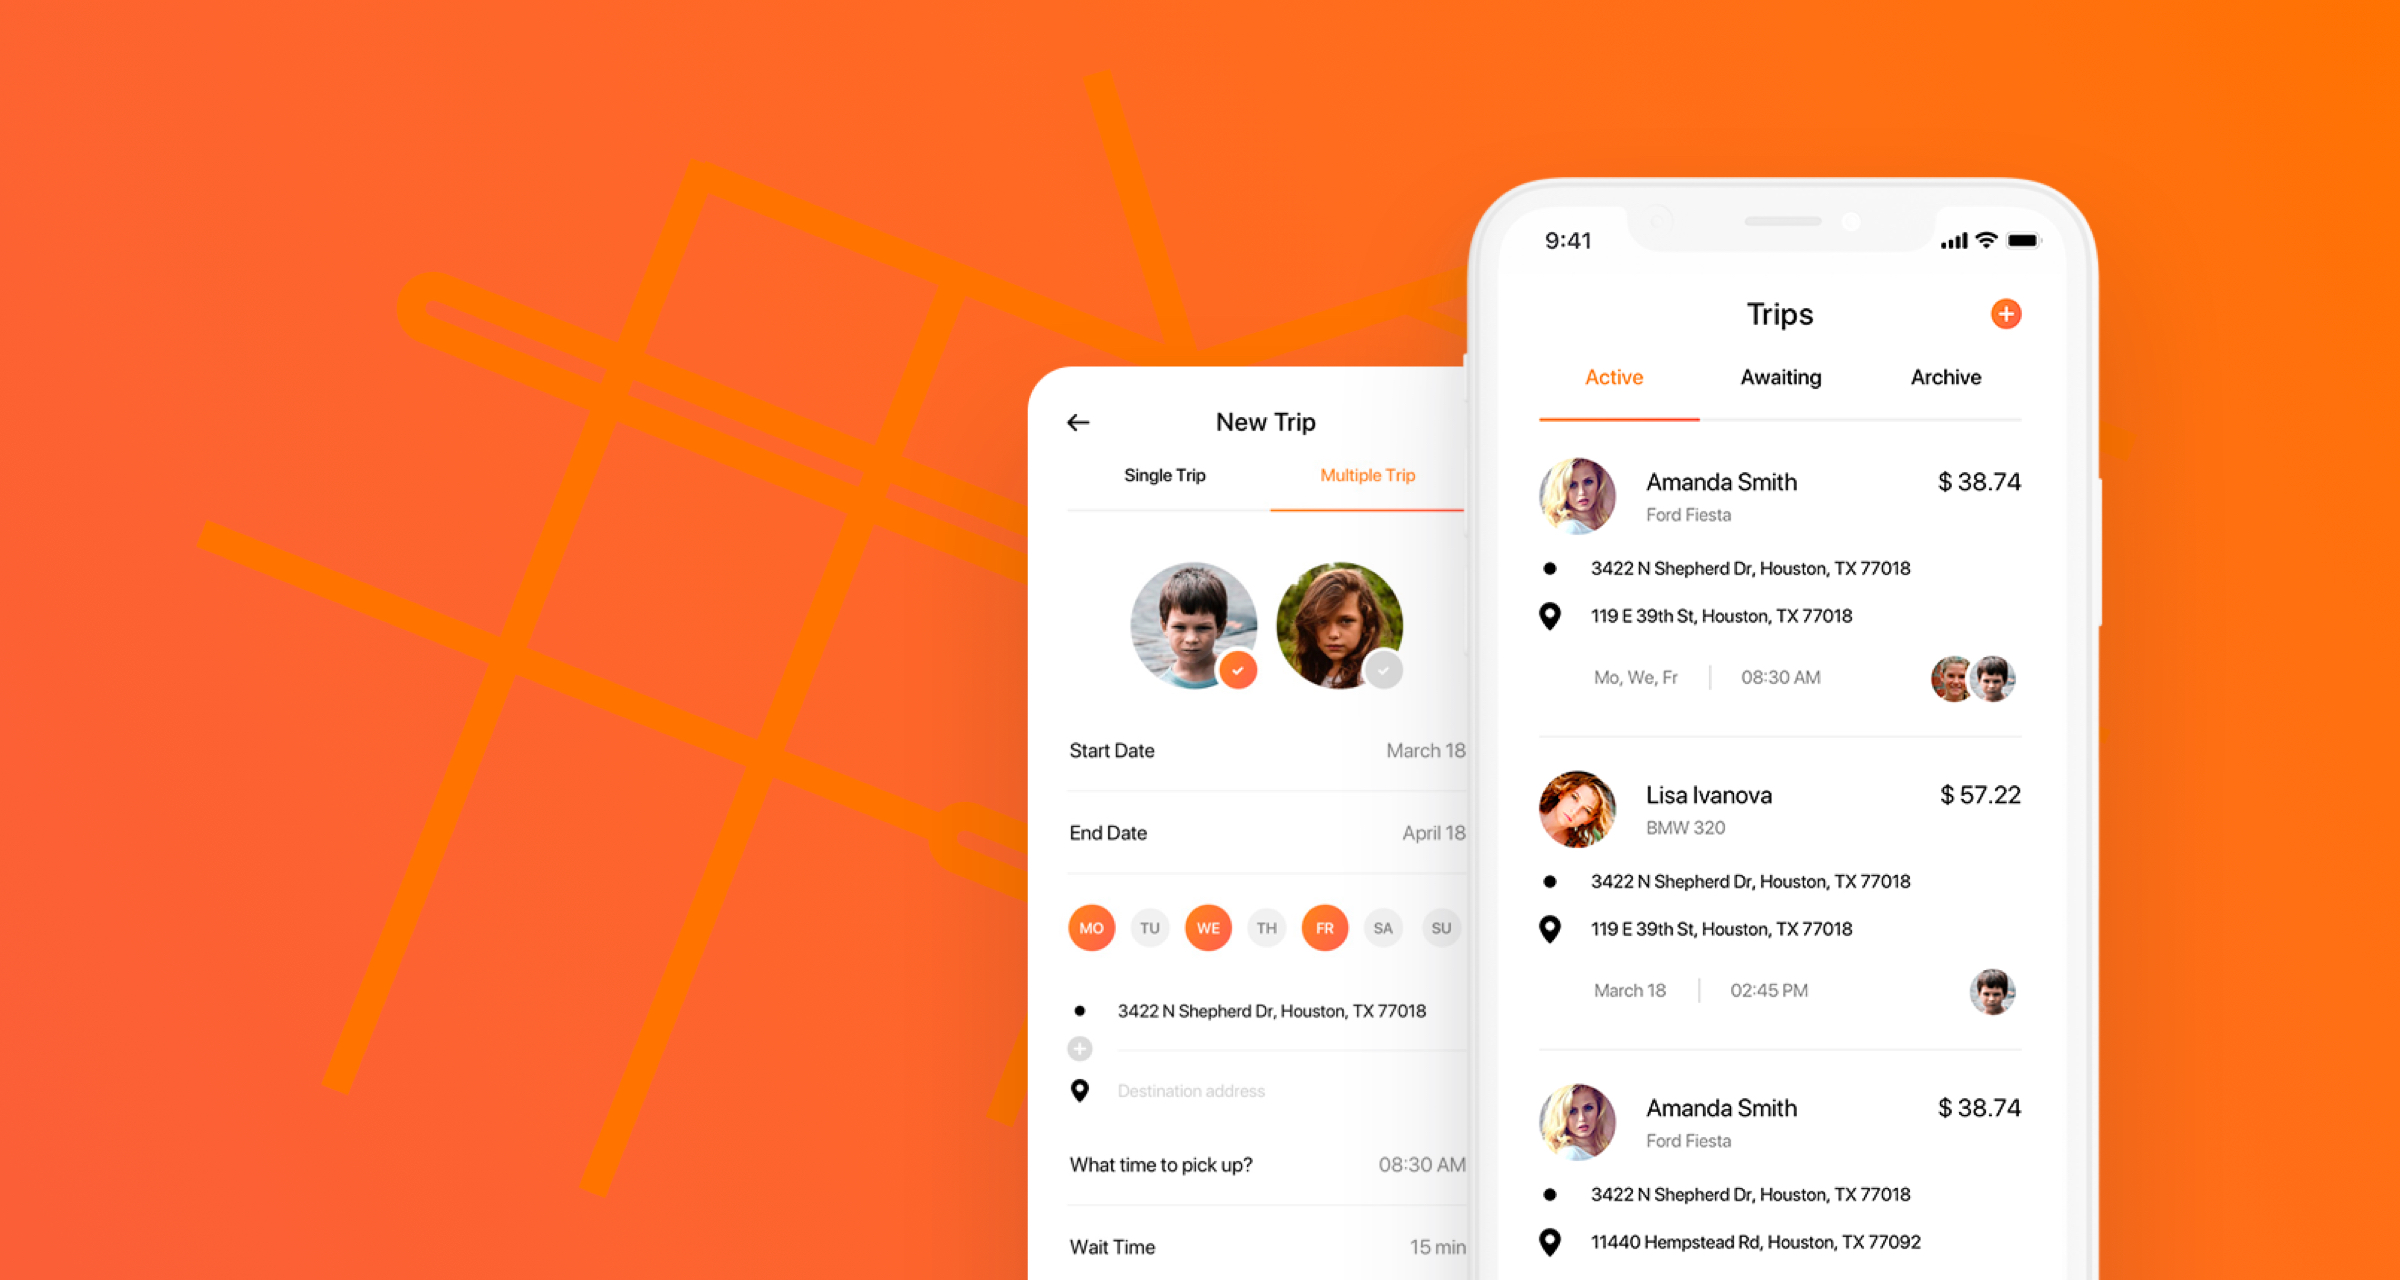 New Trip
Single Trip
Multiple Trip
Start Date
March 18
End Date
April 18
MO TU WE TH FR SA SU
3422 N Shepherd Dr, Houston, TX 77018
Destination address
What time to pick up?
08:30 AM
Wait Time
15 min
9:41
Trips
Active
Awaiting
Archive
Amanda Smith
$ 38.74
Ford Fiesta
3422 N Shepherd Dr, Houston, TX 77018
119 E 39th St, Houston, TX 77018
Mo, We, Fr
08:30 AM
Lisa Ivanova
$ 57.22
BMW 320
3422 N Shepherd Dr, Houston, TX 77018
119 E 39th St, Houston, TX 77018
March 18
02:45 PM
Amanda Smith
$ 38.74
Ford Fiesta
3422 N Shepherd Dr, Houston, TX 77018
11440 Hempstead Rd, Houston, TX 77092